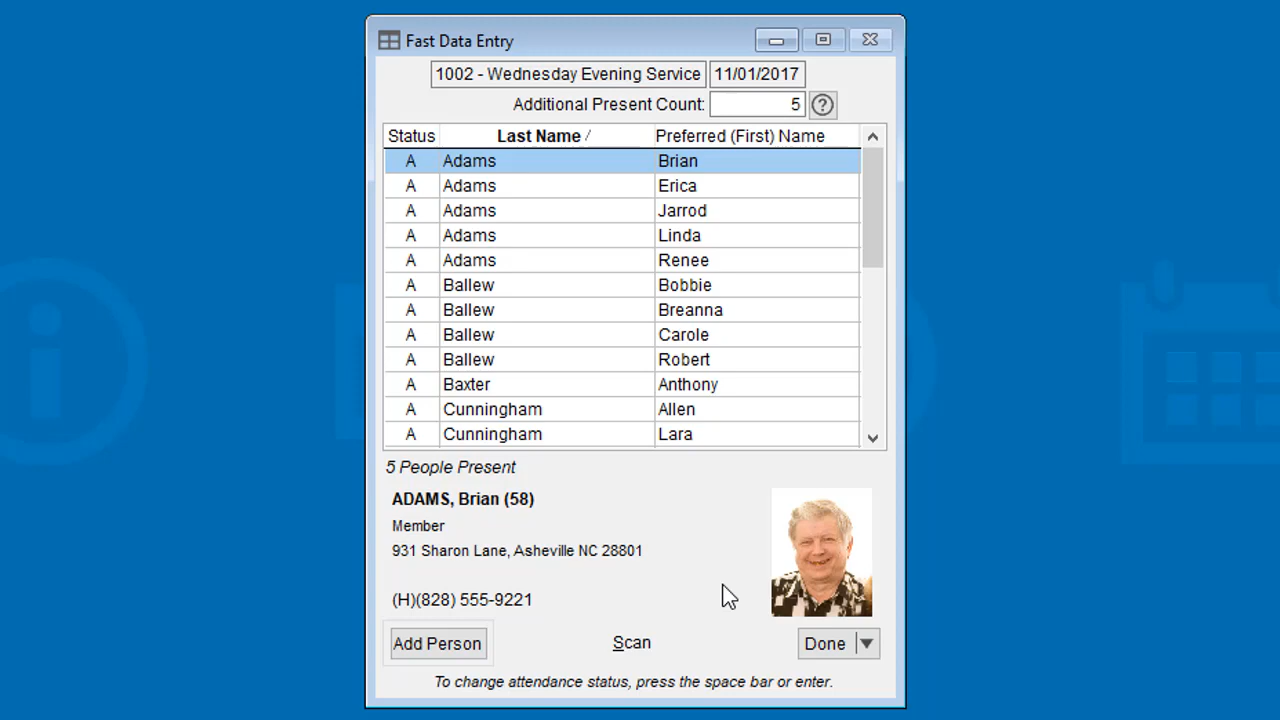 Fast Data Entry
1002 - Wednesday Evening Service 11/01/2017
Additional Present Count: 5 ?
Status Last Name / Preferred (First) Name
A Adams Brian
A Adams Erica
A Adams Jarrod
A Adams Linda
A Adams Renee
A Ballew Bobbie
A Ballew Breanna
A Ballew Carole
A Ballew Robert
A Baxter Anthony
A Cunningham Allen
A Cunningham Lara
5 People Present
ADAMS, Brian (58)
Member
931 Sharon Lane, Asheville NC 28801
(H)(828) 555-9221
Add Person Scan Done
To change attendance status, press the space bar or enter.